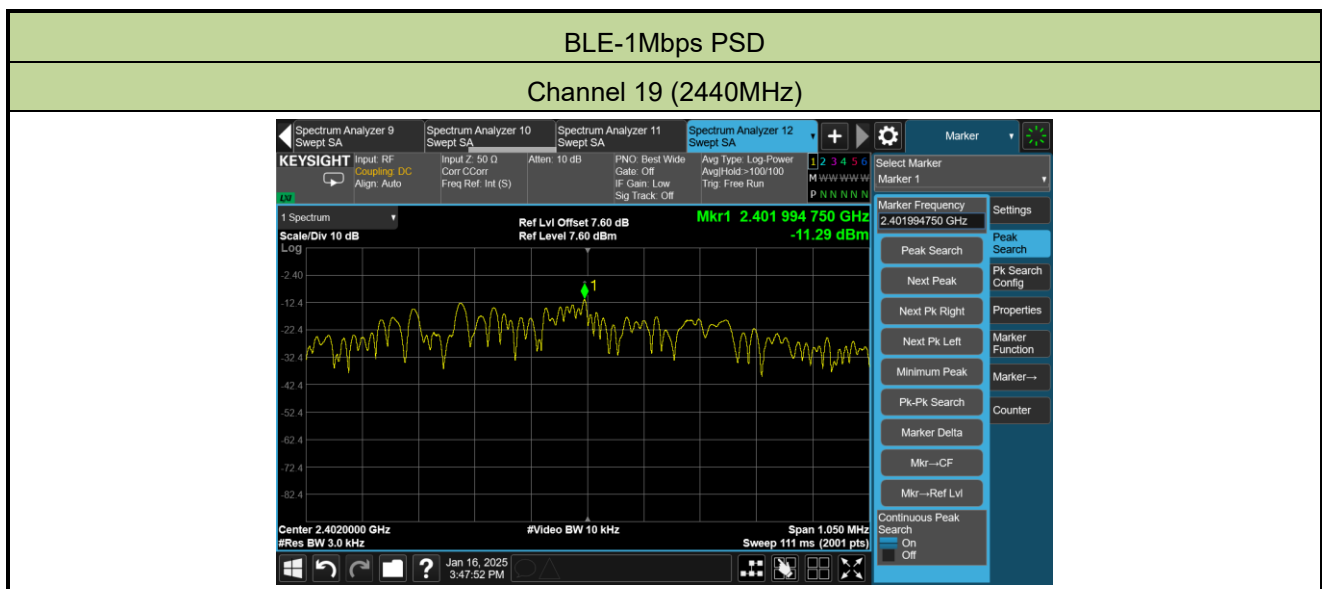 BLE-1Mbps PSD
Channel 19 (2440MHz)
Spectrum Analyzer 9
Swept SA
Spectrum Analyzer 10
Swept SA
Spectrum Analyzer 11
Swept SA
Spectrum Analyzer 12
Swept SA
+
Marker
KEYSIGHT
Input: RF
Coupling: DC
Align: Auto
Input Z: 50 Ω
Corr CCorr
Freq Ref: Int (S)
Atten: 10 dB
PNO: Best Wide
Gate: Off
IF Gain: Low
Sig Track: Off
Avg Type: Log-Power
Avg|Hold:>100/100
Trig: Free Run
1 2 3 4 5 6
M W W W W W
P N N N N N
Select Marker
Marker 1
LXI
1 Spectrum
Scale/Div 10 dB
Log
Ref Lvl Offset 7.60 dB
Ref Level 7.60 dBm
Mkr1 2.401 994 750 GHz
-11.29 dBm
1
-2.40
-12.4
-22.4
-32.4
-42.4
-52.4
-62.4
-72.4
-82.4
Center 2.4020000 GHz
#Res BW 3.0 kHz
#Video BW 10 kHz
Span 1.050 MHz
Sweep 111 ms (2001 pts)
Marker Frequency
2.401994750 GHz
Peak Search
Next Peak
Next Pk Right
Next Pk Left
Minimum Peak
Pk-Pk Search
Marker Delta
Mkr→CF
Mkr→Ref Lvl
Continuous Peak
Search
On
Off
Settings
Peak
Search
Pk Search
Config
Properties
Marker
Function
Marker→
Counter
?
Jan 16, 2025
3:47:52 PM